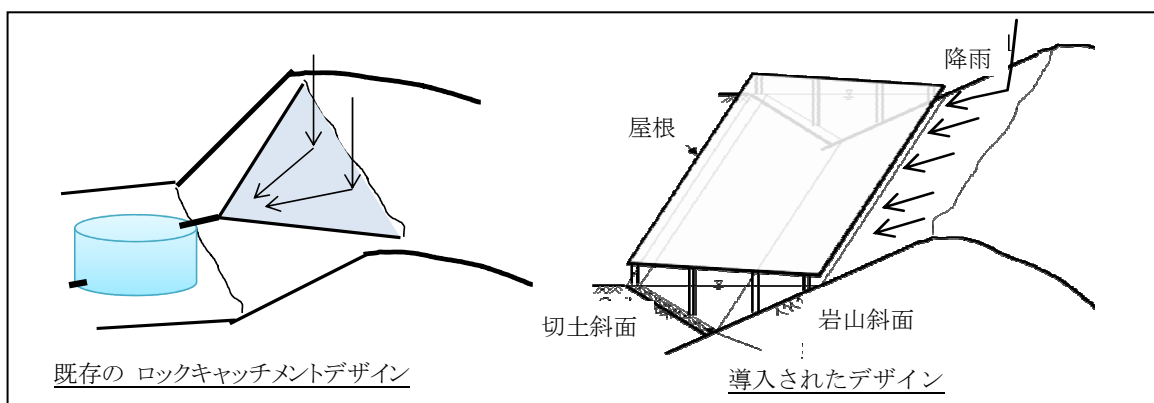 降雨
屋根
切土斜面
岩山斜面
既存の ロックキャッチメントデザイン
導入されたデザイン